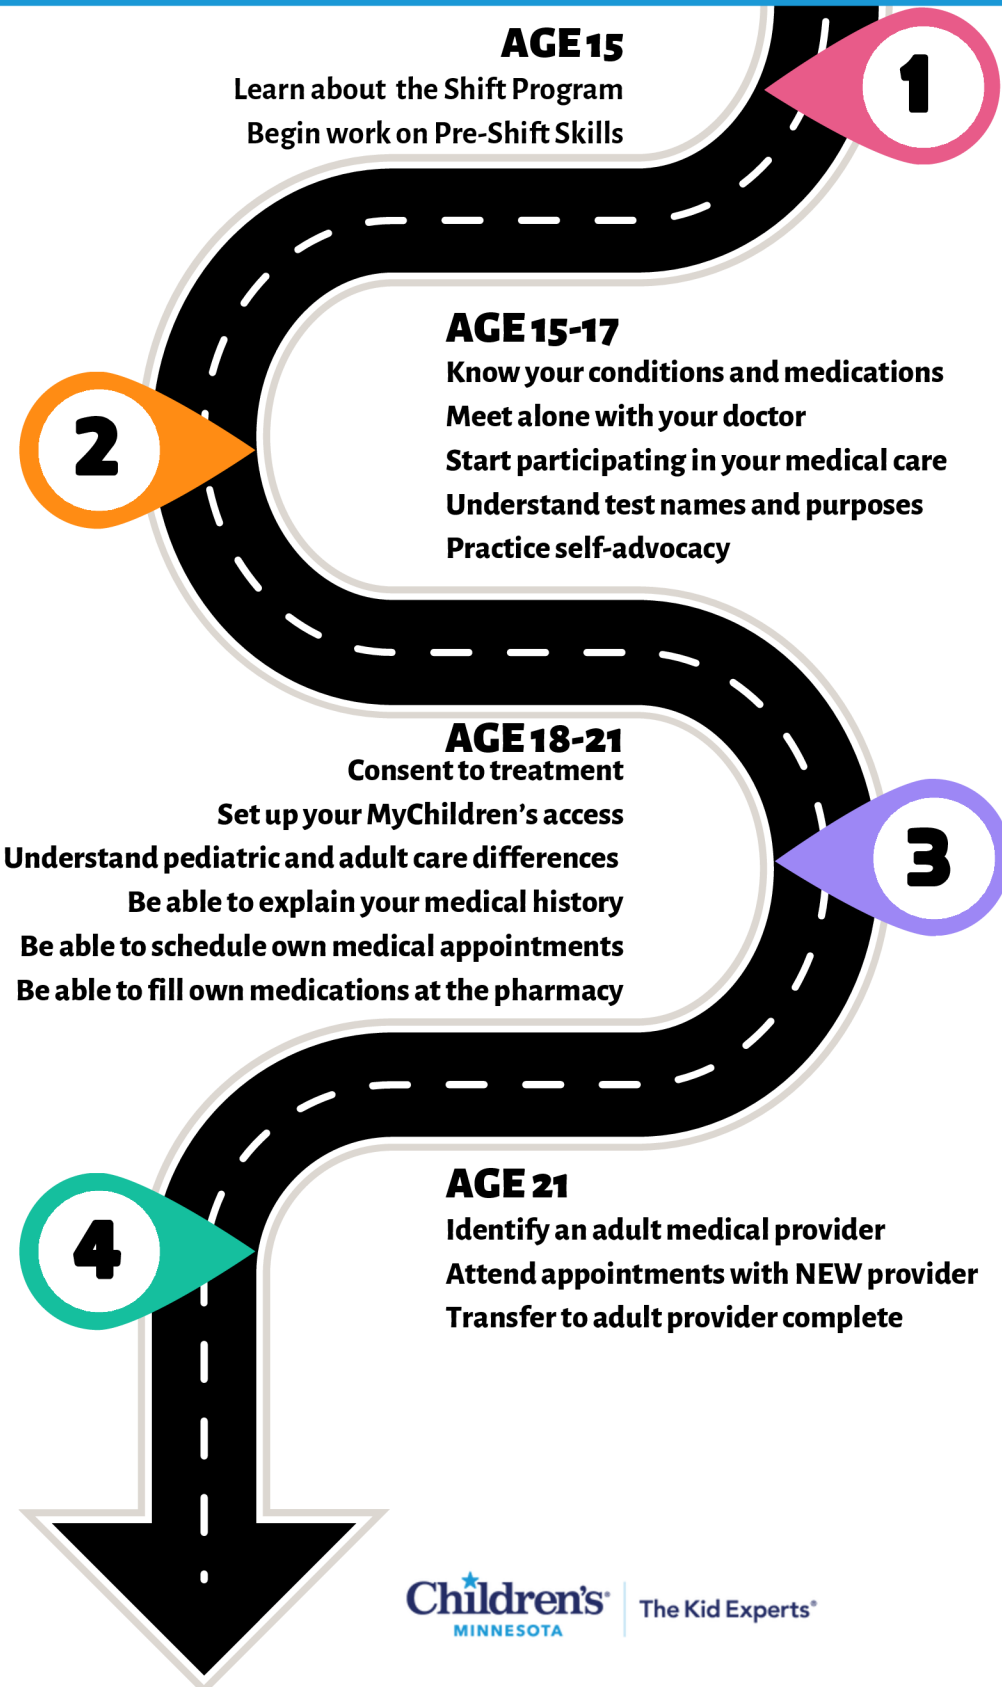 AGE 15
Learn about the Shift Program
Begin work on Pre-Shift Skills
1
AGE 15-17
Know your conditions and medications
Meet alone with your doctor
Start participating in your medical care
Understand test names and purposes
Practice self-advocacy
2
AGE 18-21
Consent to treatment
Set up your MyChildren's access
Understand pediatric and adult care differences
Be able to explain your medical history
Be able to schedule own medical appointments
Be able to fill own medications at the pharmacy
3
AGE 21
Identify an adult medical provider
Attend appointments with NEW provider
Transfer to adult provider complete
4
Children's®
MINNESOTA
The Kid Experts®